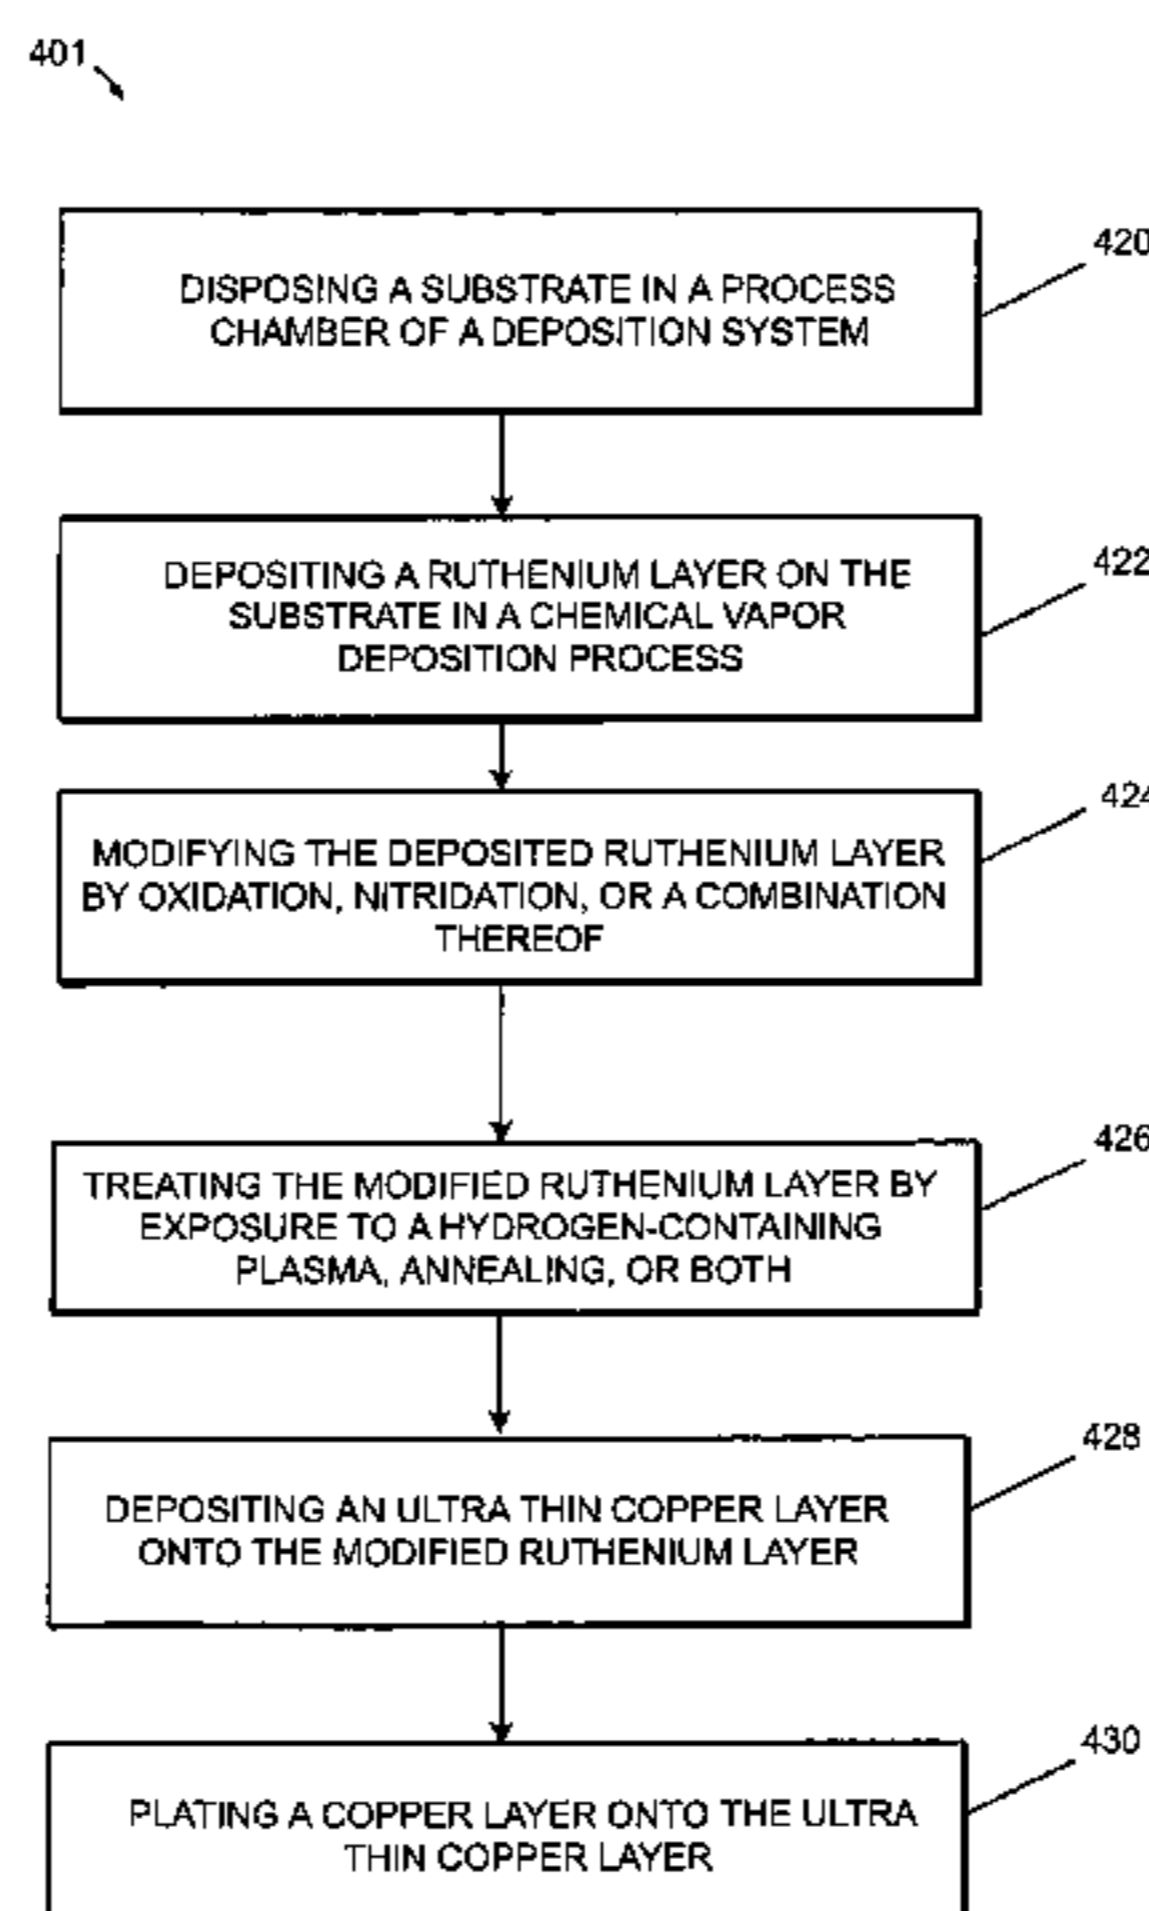 401
420
DISPOSING A SUBSTRATE IN A PROCESS
CHAMBER OF A DEPOSITION SYSTEM
422
DEPOSITING A RUTHENIUM LAYER ON THE
SUBSTRATE IN A CHEMICAL VAPOR
DEPOSITION PROCESS
424
MODIFYING THE DEPOSITED RUTHENIUM LAYER
BY OXIDATION, NITRIDATION, OR A COMBINATION
THEREOF
426
TREATING THE MODIFIED RUTHENIUM LAYER BY
EXPOSURE TO A HYDROGEN-CONTAINING
PLASMA, ANNEALING, OR BOTH
428
DEPOSITING AN ULTRA THIN COPPER LAYER
ONTO THE MODIFIED RUTHENIUM LAYER
430
PLATING A COPPER LAYER ONTO THE ULTRA
THIN COPPER LAYER